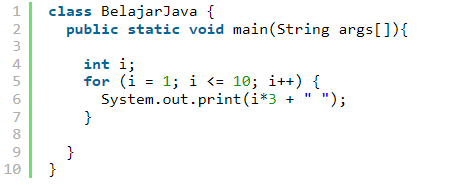 1 class BelajarJava {
2   public static void main(String args[]){
3
4     int i;
5     for (i = 1; i <= 10; i++) {
6       System.out.print(i*3 + " ");
7     }
8
9   }
10 }